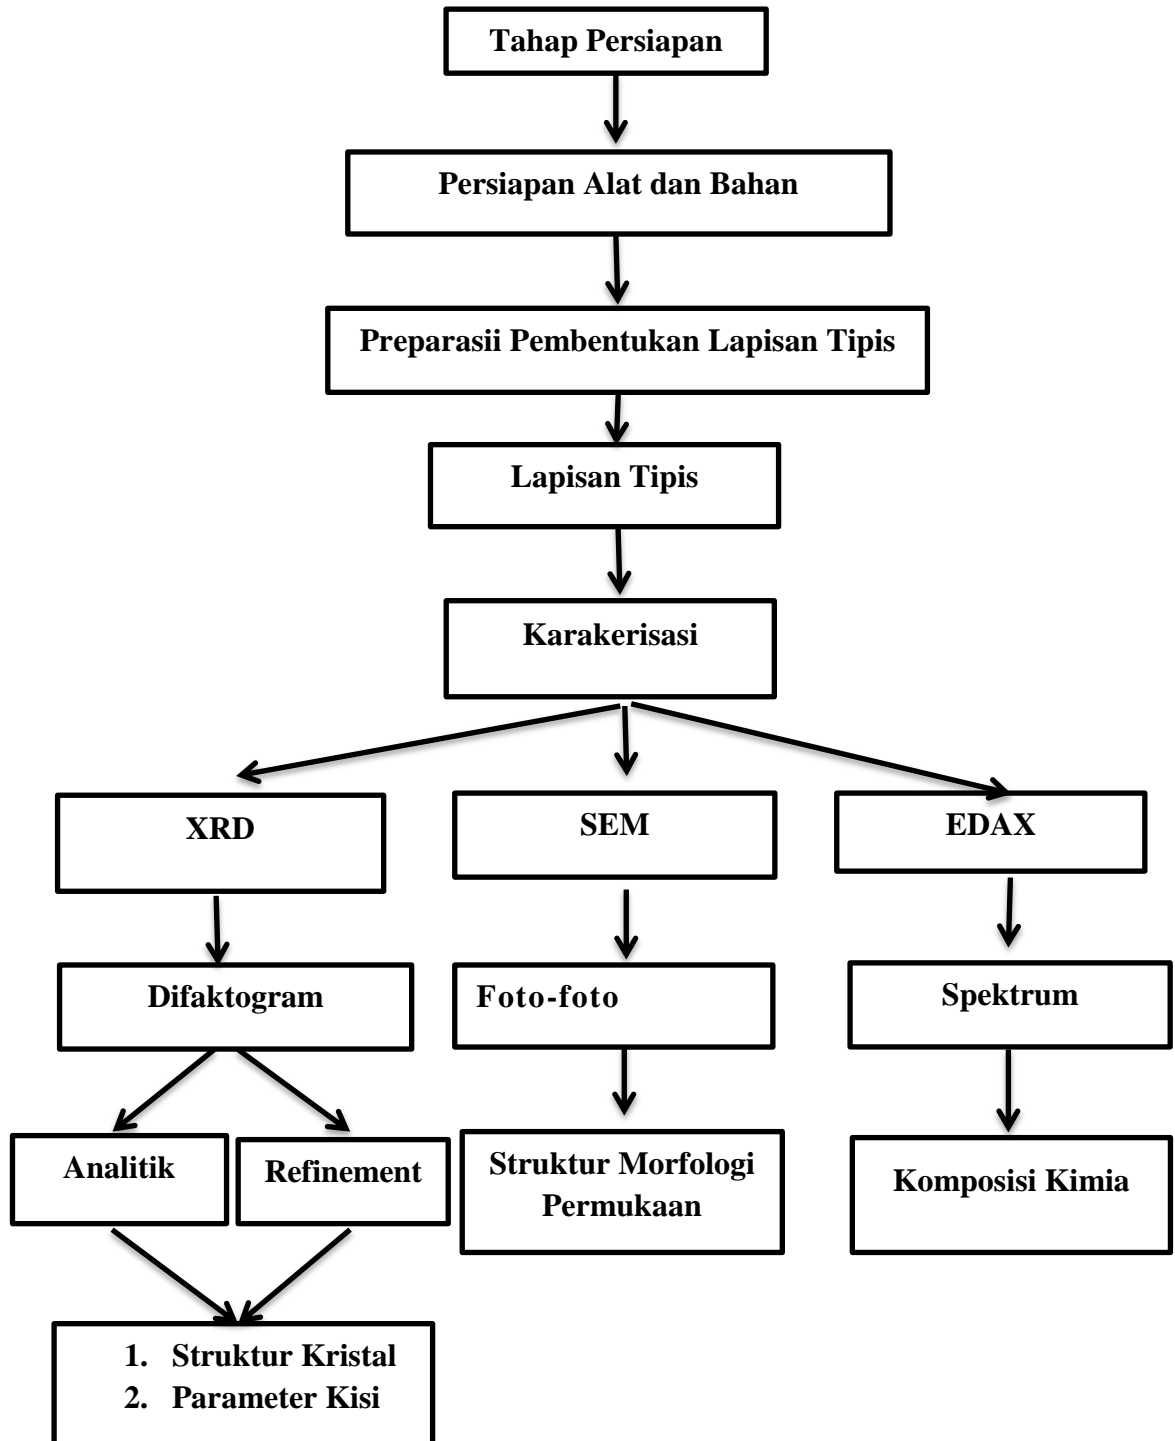 Tahap Persiapan
Persiapan Alat dan Bahan
Preparasii Pembentukan Lapisan Tipis
Lapisan Tipis
Karakerisasi
XRD
SEM
EDAX
Difaktogram
Foto-foto
Spektrum
Analitik
Refinement
Struktur Morfologi
Permukaan
Komposisi Kimia
1. Struktur Kristal
2. Parameter Kisi